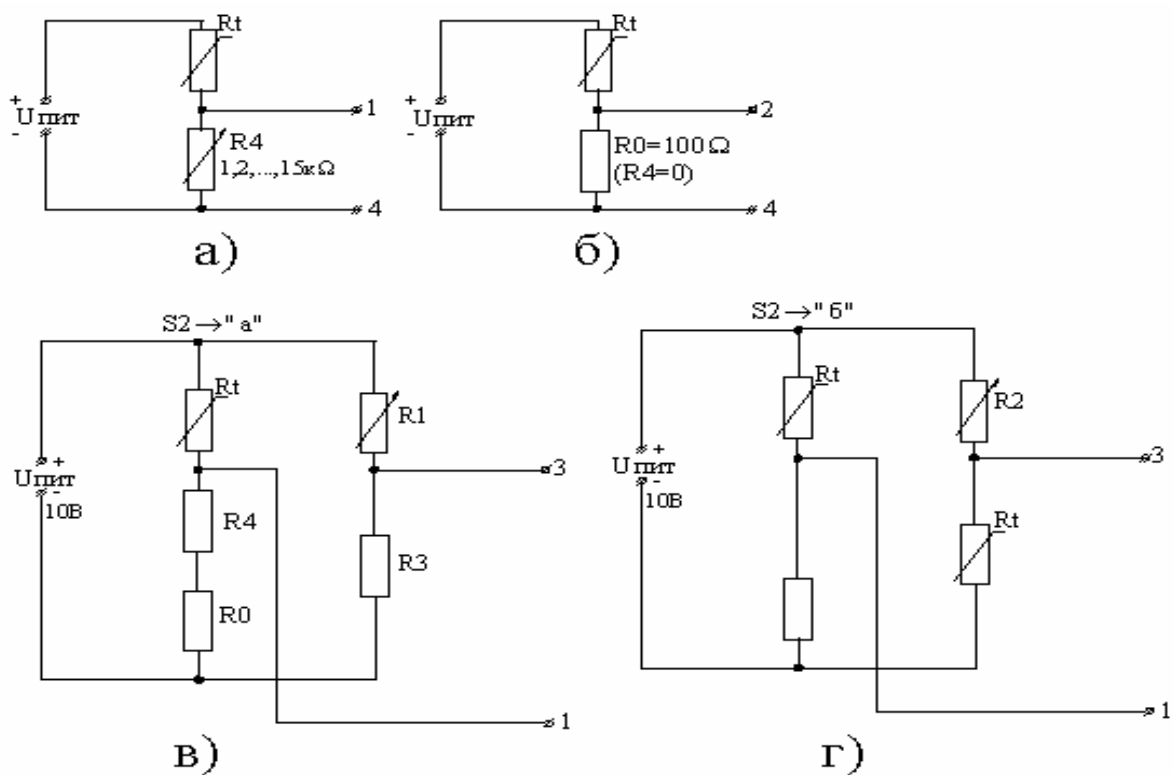 Rt
+
Uпит
-
1
R4
1,2,...,15кΩ
4
а)
Rt
+
Uпит
-
2
R0=100 Ω
(R4=0)
4
б)
S2→"а"
Rt
R1
+
Uпит
-
10В
3
R4
R3
R0
1
в)
S2→"б"
Rt
R2
+
Uпит
-
10В
3
Rt
1
г)